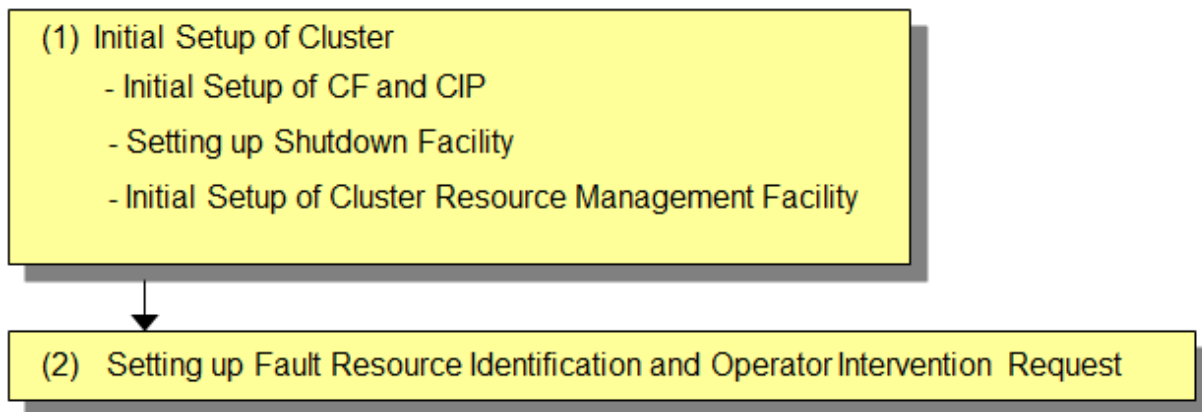 (1) Initial Setup of Cluster
- Initial Setup of CF and CIP
- Setting up Shutdown Facility
- Initial Setup of Cluster Resource Management Facility
(2) Setting up Fault Resource Identification and Operator Intervention Request